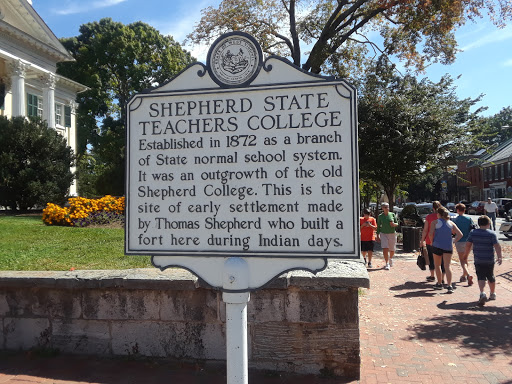 SHEPHERD STATE
TEACHERS COLLEGE
Established in 1872 as a branch
of State normal school system.
It was an outgrowth of the old
Shepherd College. This is the
site of early settlement made
by Thomas Shepherd who built a
fort here during Indian days.